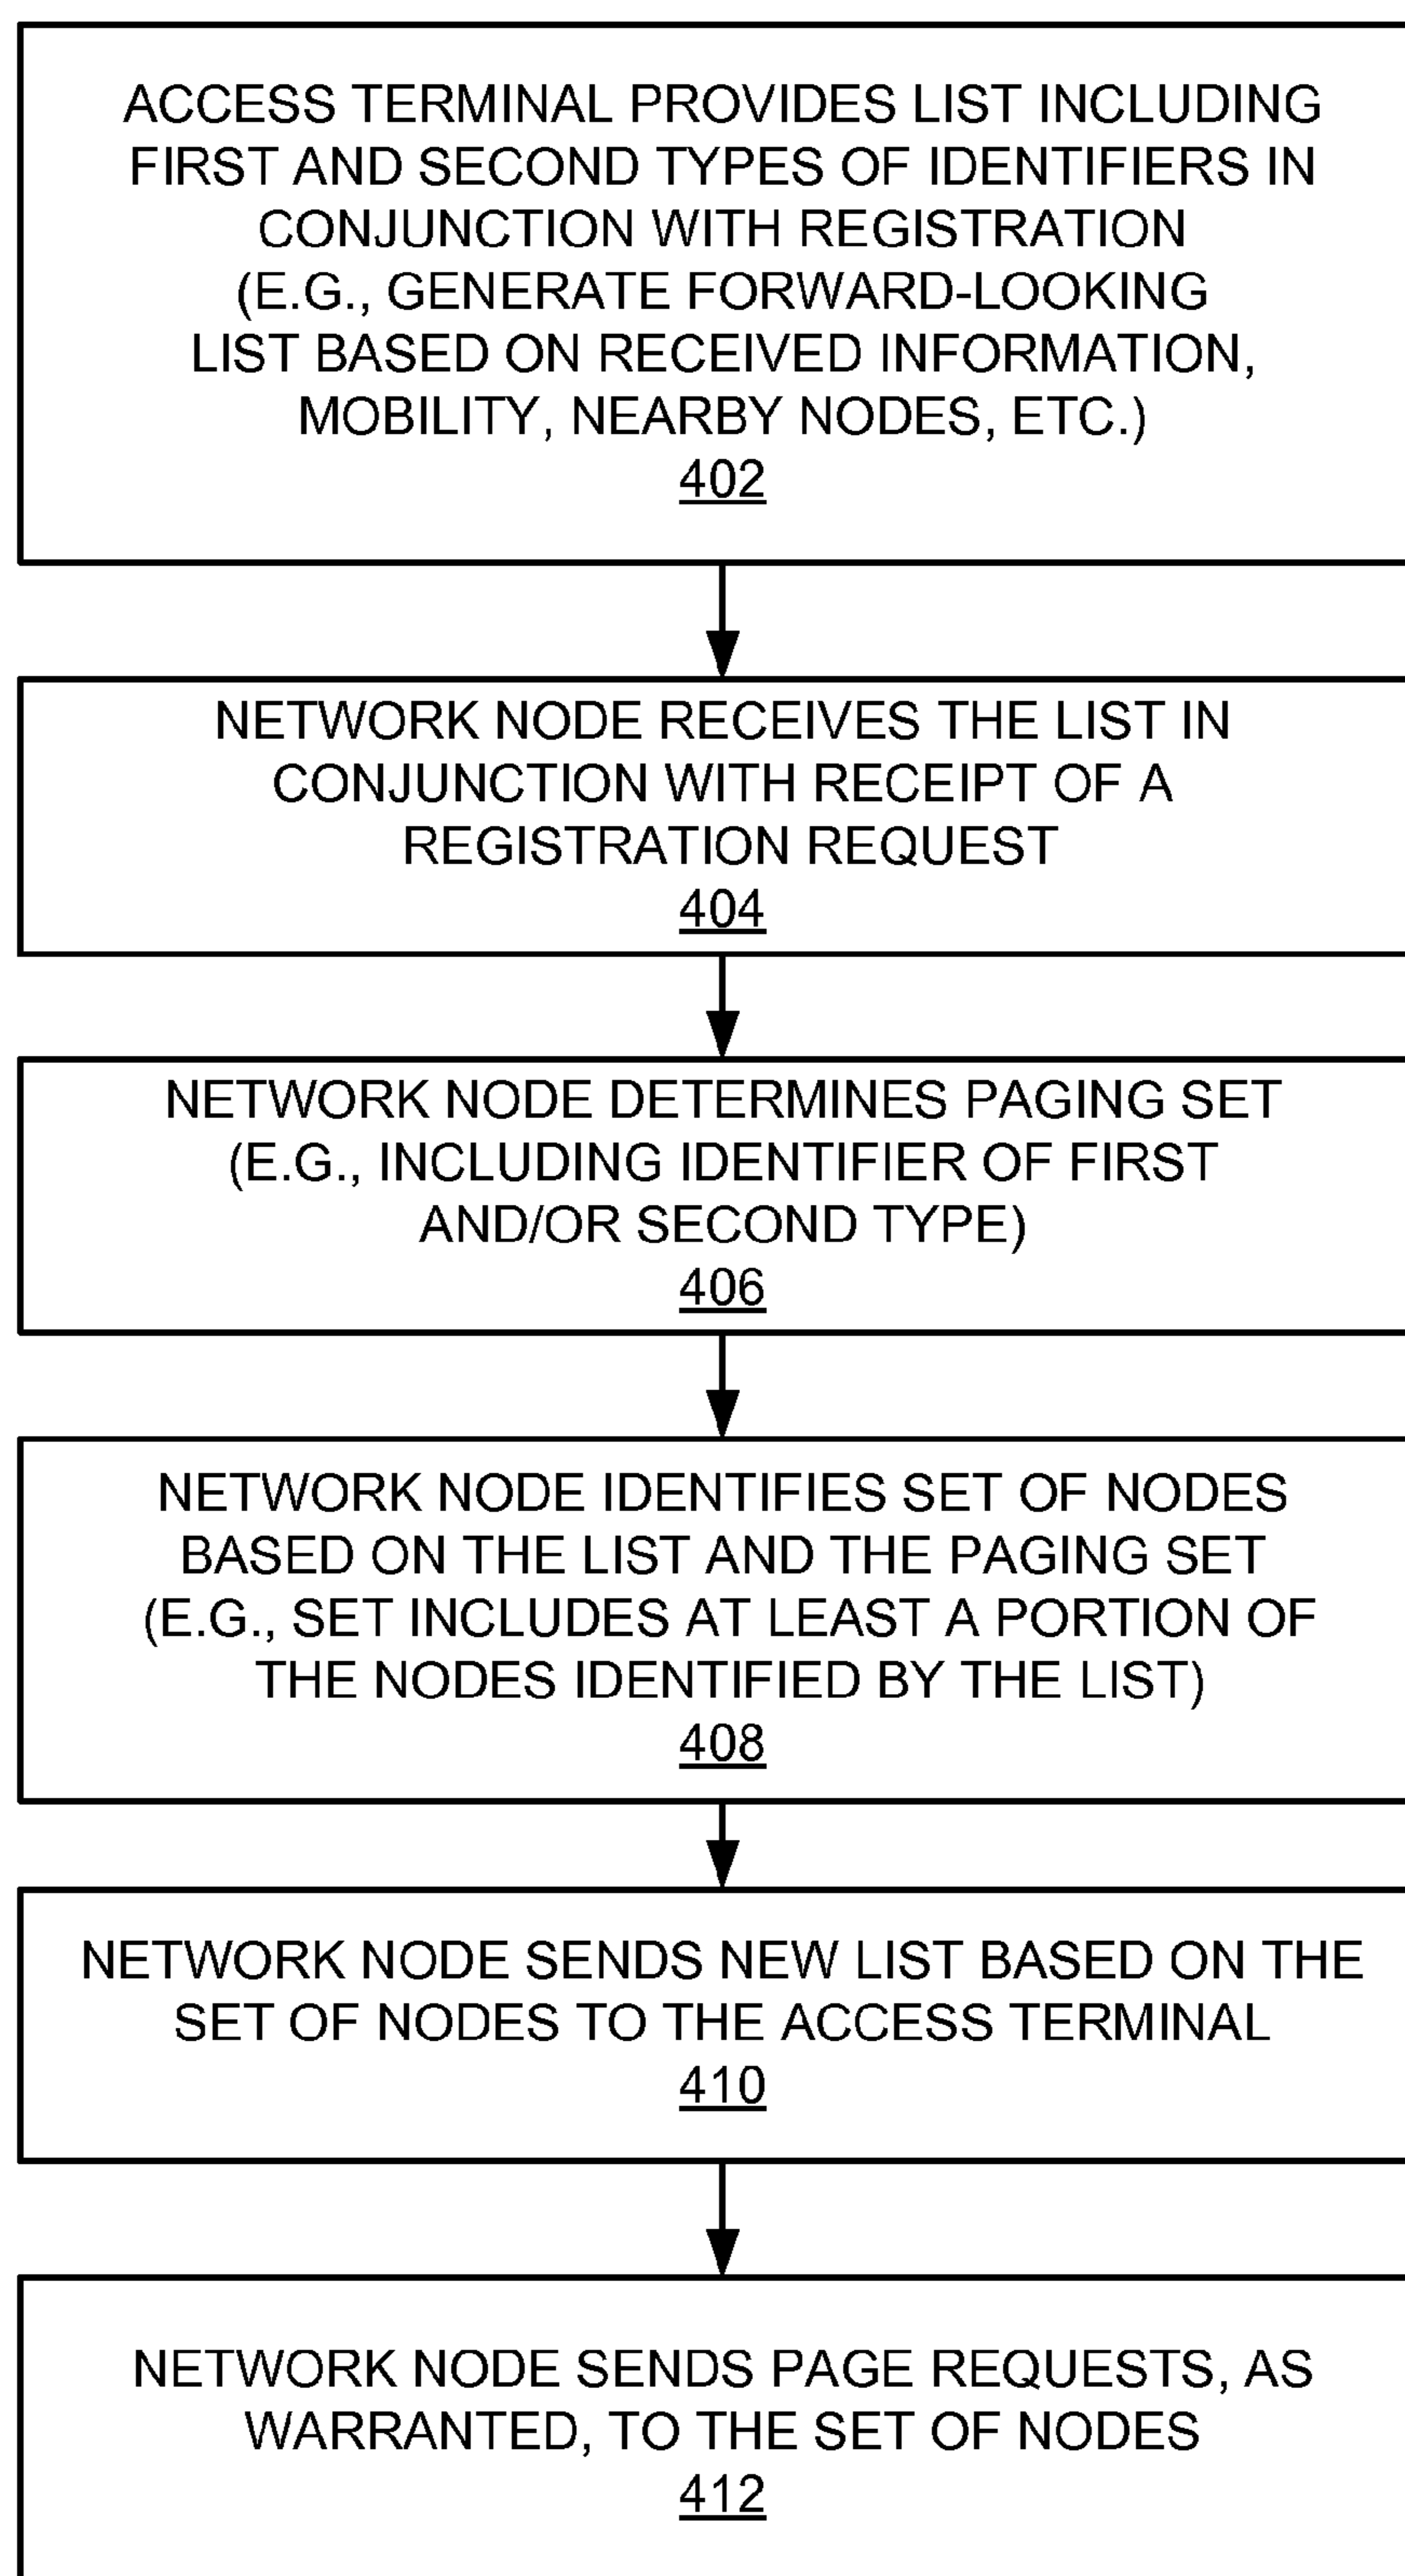 ACCESS TERMINAL PROVIDES LIST INCLUDING
FIRST AND SECOND TYPES OF IDENTIFIERS IN
CONJUNCTION WITH REGISTRATION
(E.G., GENERATE FORWARD-LOOKING
LIST BASED ON RECEIVED INFORMATION,
MOBILITY, NEARBY NODES, ETC.)
402
NETWORK NODE RECEIVES THE LIST IN
CONJUNCTION WITH RECEIPT OF A
REGISTRATION REQUEST
404
NETWORK NODE DETERMINES PAGING SET
(E.G., INCLUDING IDENTIFIER OF FIRST
AND/OR SECOND TYPE)
406
NETWORK NODE IDENTIFIES SET OF NODES
BASED ON THE LIST AND THE PAGING SET
(E.G., SET INCLUDES AT LEAST A PORTION OF
THE NODES IDENTIFIED BY THE LIST)
408
NETWORK NODE SENDS NEW LIST BASED ON THE
SET OF NODES TO THE ACCESS TERMINAL
410
NETWORK NODE SENDS PAGE REQUESTS, AS
WARRANTED, TO THE SET OF NODES
412